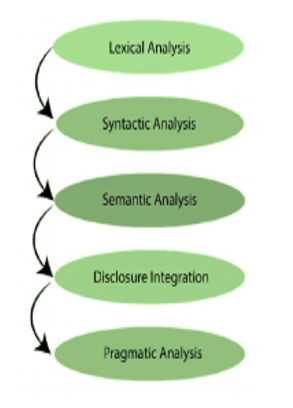 Lexical Analysis
Syntactic Analysis
Semantic Analysis
Disclosure Integration
Pragmatic Analysis